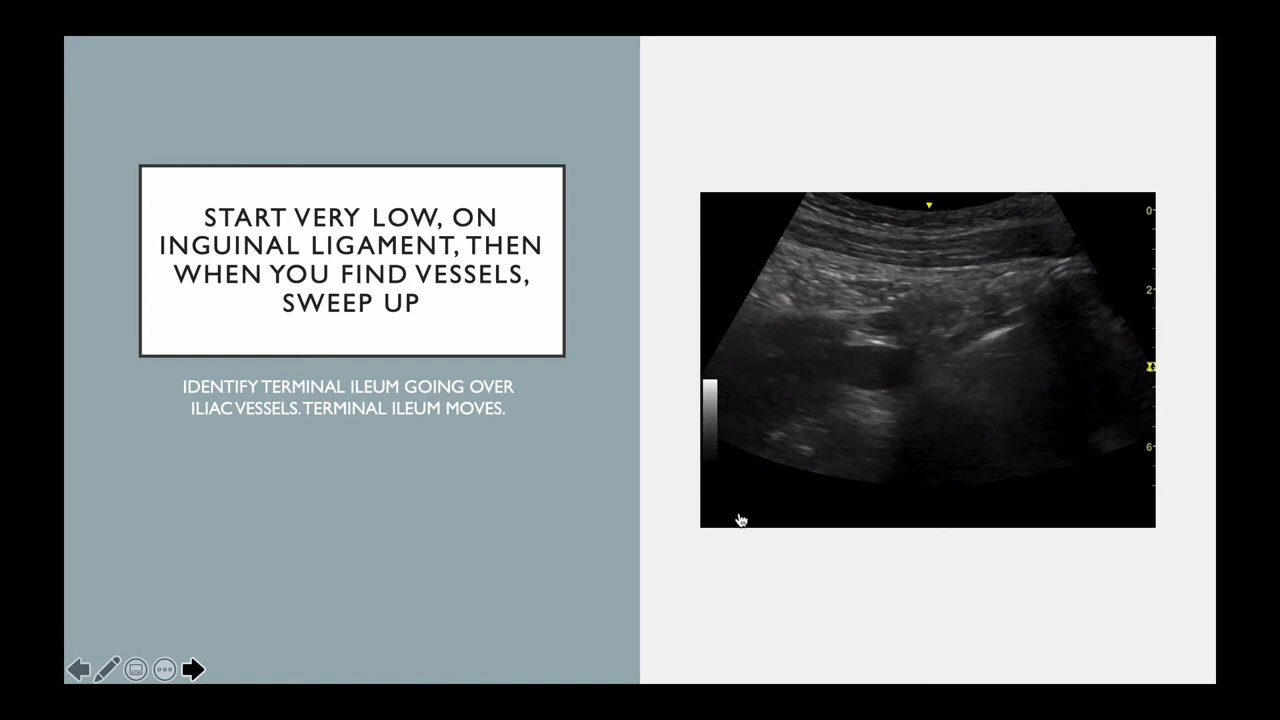 START VERY LOW, ON
INGUINAL LIGAMENT, THEN
WHEN YOU FIND VESSELS,
SWEEP UP
IDENTIFY TERMINAL ILEUM GOING OVER
ILIAC VESSELS. TERMINAL ILEUM MOVES.
0
2
6